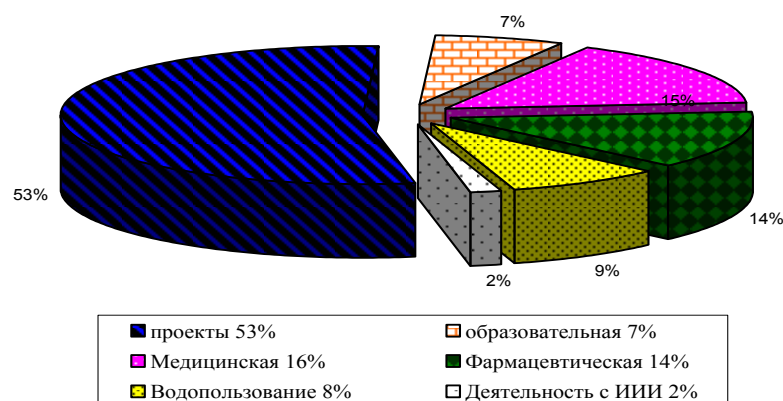 7%
15%
53%
14%
9%
2%
проекты 53%
образовательная 7%
Медицинская 16%
Фармацевтическая 14%
Водопользование 8%
Деятельность с ИИИ 2%